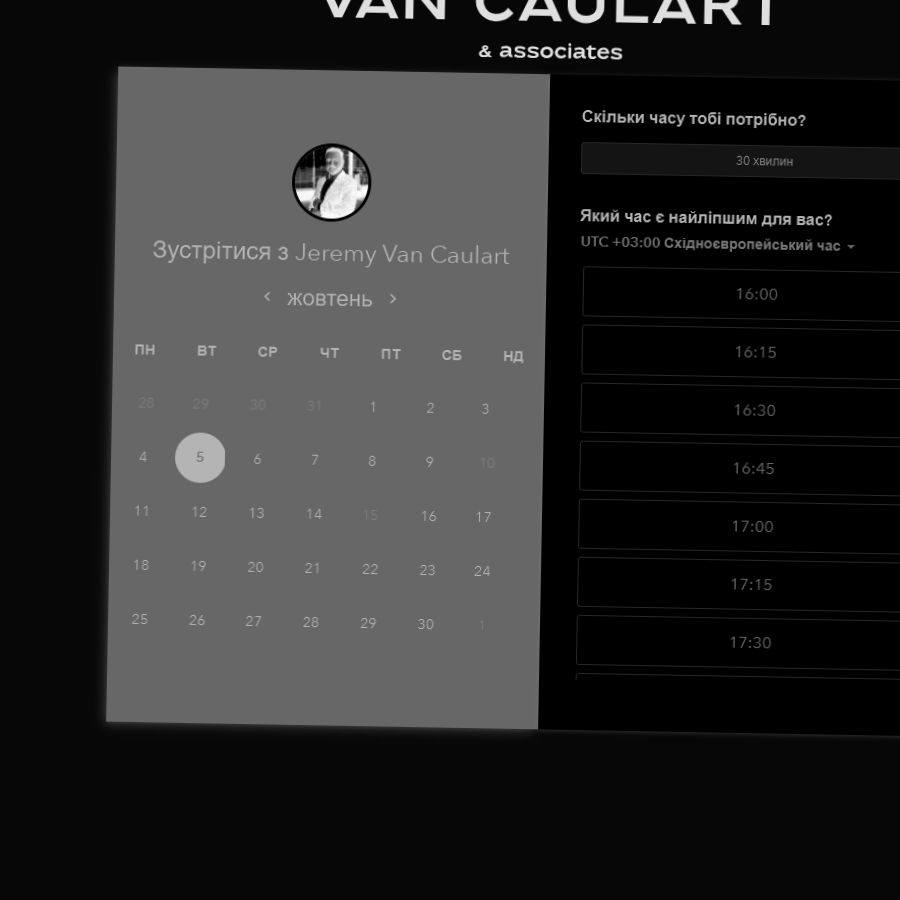 VAN CAULART
& associates
Зустрітися з Jeremy Van Caulart
жовтень
ПН ВТ СР ЧТ ПТ СБ НД
28 29 30 31 1 2 3
4 5 6 7 8 9 10
11 12 13 14 15 16 17
18 19 20 21 22 23 24
25 26 27 28 29 30 1
Скільки часу тобі потрібно?
30 хвилин
Який час є найліпшим для вас?
UTC +03:00 Східноєвропейський час
16:00
16:15
16:30
16:45
17:00
17:15
17:30